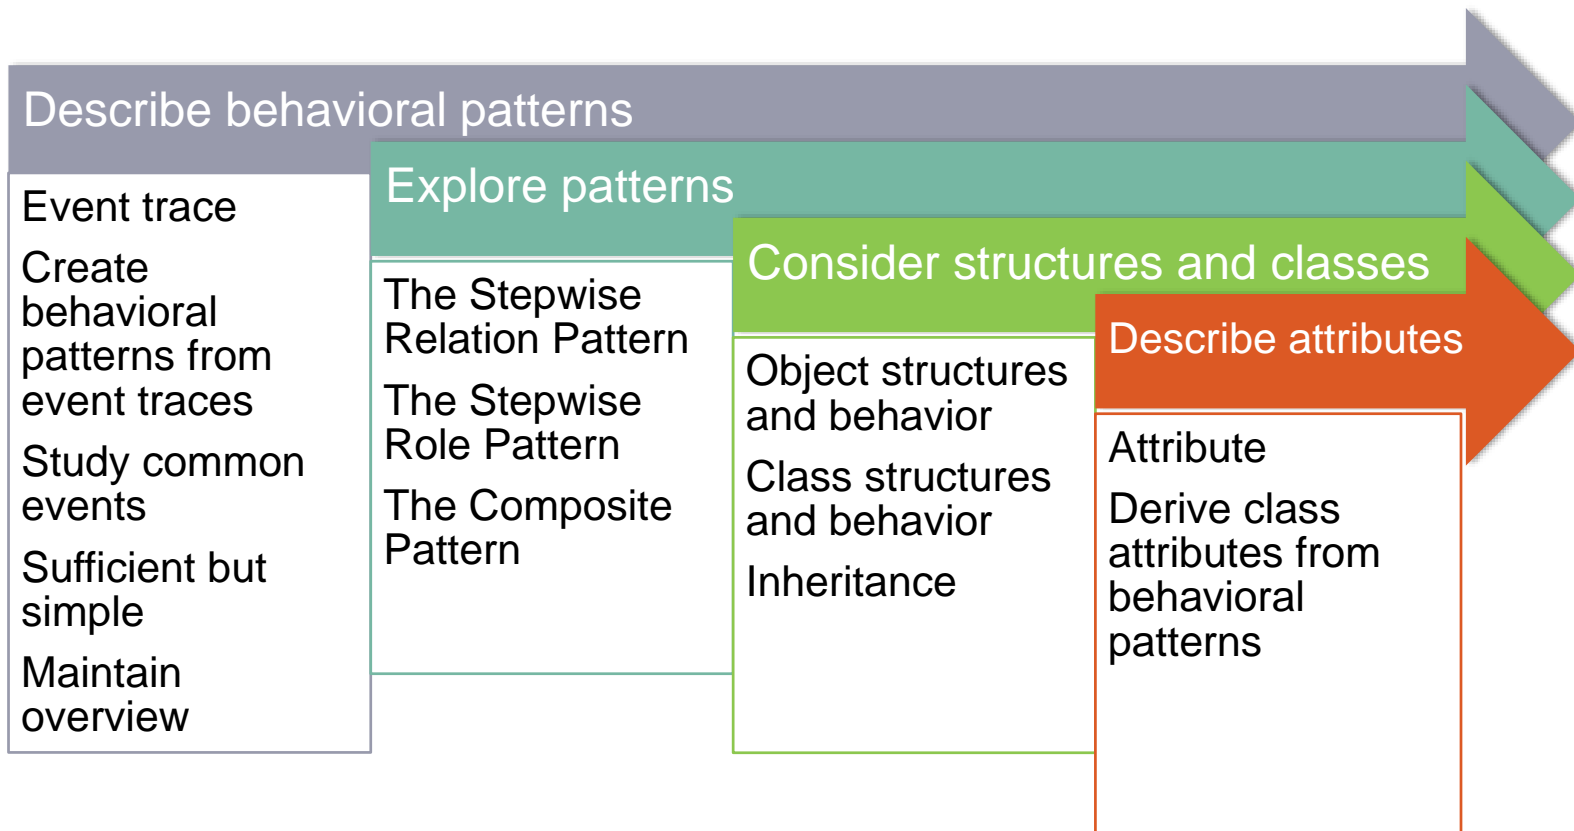 Describe behavioral patterns
Event trace
Create
behavioral
patterns from
event traces
Study common
events
Sufficient but
simple
Maintain
overview
Explore patterns
The Stepwise
Relation Pattern
The Stepwise
Role Pattern
The Composite
Pattern
Consider structures and classes
Object structures
and behavior
Class structures
and behavior
Inheritance
Describe attributes
Attribute
Derive class
attributes from
behavioral
patterns